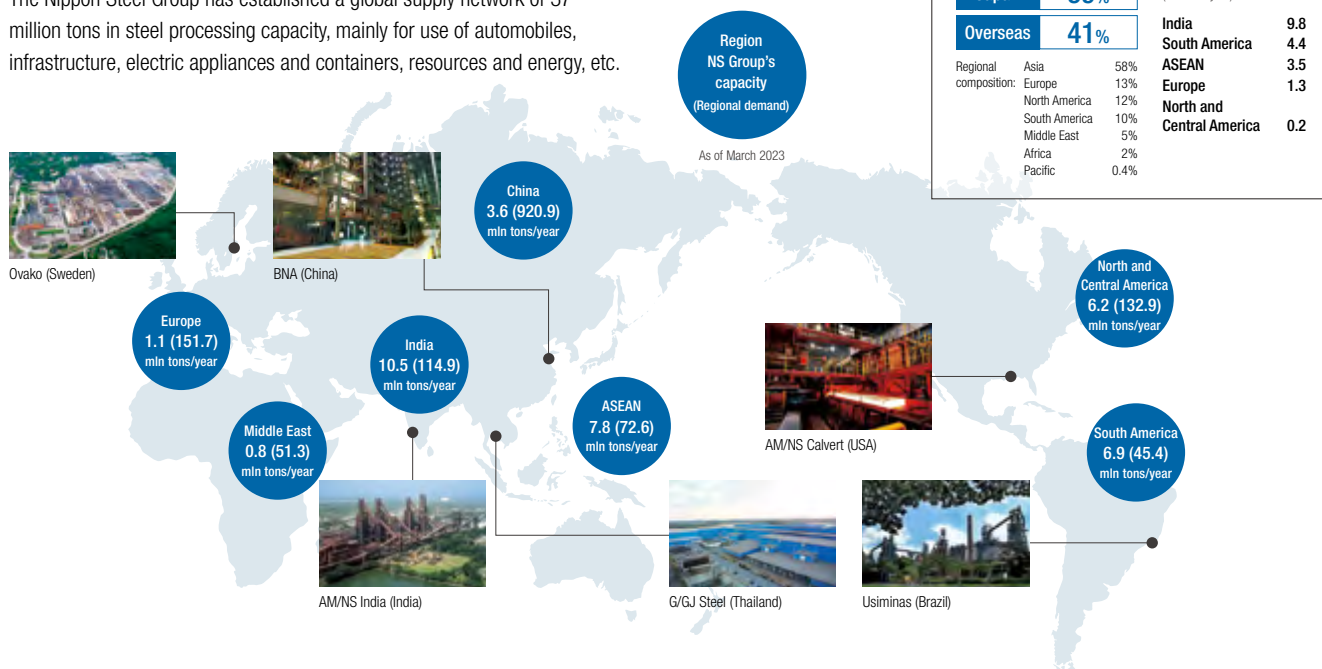 million tons in steel processing capacity, mainly for use of automobiles,
infrastructure, electric appliances and containers, resources and energy, etc.
Region
NS Group's
capacity
(Regional demand)
As of March 2023
Overseas 41%
Regional
composition:
Asia 58%
Europe 13%
North America 12%
South America 10%
Middle East 5%
Africa 2%
Pacific 0.4%
India 9.8
South America 4.4
ASEAN 3.5
Europe 1.3
North and
Central America 0.2
Ovako (Sweden)
BNA (China)
China
3.6 (920.9)
mln tons/year
North and
Central America
6.2 (132.9)
mln tons/year
Europe
1.1 (151.7)
mln tons/year
India
10.5 (114.9)
mln tons/year
ASEAN
7.8 (72.6)
mln tons/year
Middle East
0.8 (51.3)
mln tons/year
South America
6.9 (45.4)
mln tons/year
AM/NS Calvert (USA)
AM/NS India (India)
G/GJ Steel (Thailand)
Usiminas (Brazil)